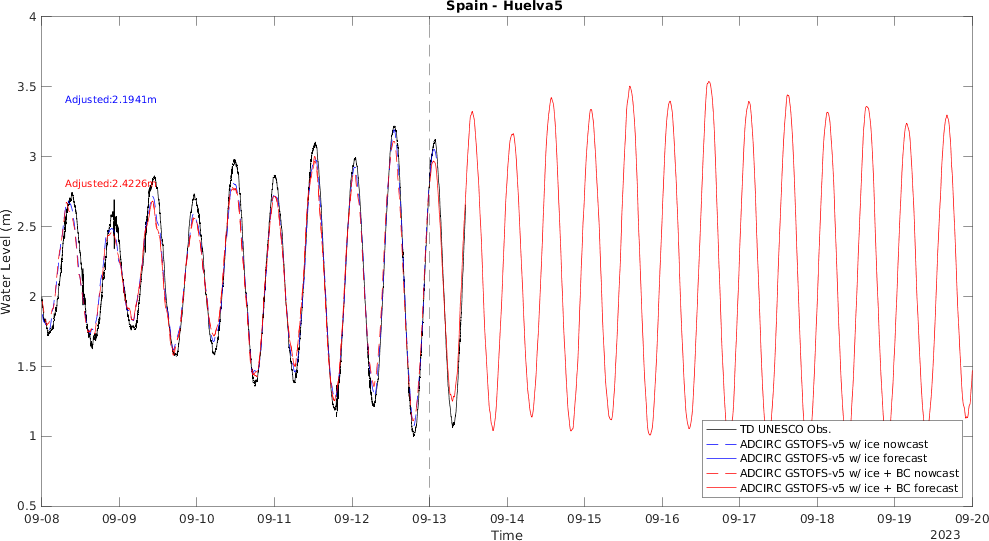 Spain - Huelva5
4
3.5
3
2.5
2
1.5
1
0.5
Water Level (m)
Adjusted:2.1941m
Adjusted:2.4226m
TD UNESCO Obs.
ADCIRC GSTOFS-v5 w/ ice nowcast
ADCIRC GSTOFS-v5 w/ ice forecast
ADCIRC GSTOFS-v5 w/ ice + BC nowcast
ADCIRC GSTOFS-v5 w/ ice + BC forecast
09-08 09-09 09-10 09-11 09-12 09-13 09-14 09-15 09-16 09-17 09-18 09-19 09-20
Time
2023